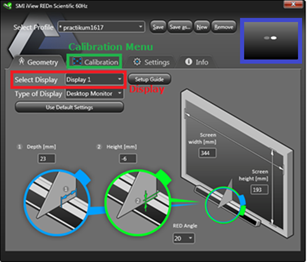 SMI iView REDn Scientific 60Hz
Select Profile * praktikum1617 Save Save as... New Remove
Calibration Menu
Geometry Calibration Settings Info
Select Display Display 1 Setup Guide
Display
Type of Display Desktop Monitor
Use Default Settings
Screen width [mm]
344
Screen height [mm]
193
1 Depth [mm] 2 Height [mm]
23 -6
1
2
RED Angle
20